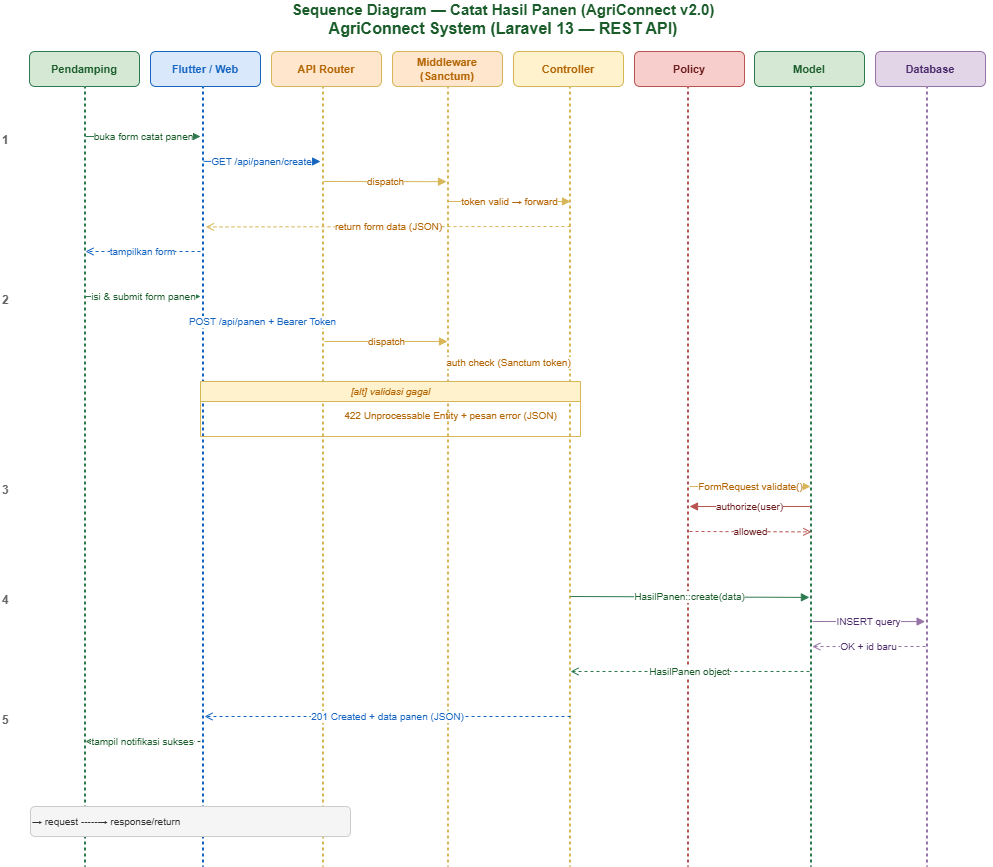 Sequence Diagram — Catat Hasil Panen (AgriConnect v2.0)
AgriConnect System (Laravel 13 — REST API)
Pendamping
Flutter / Web
API Router
Middleware
(Sanctum)
Controller
Policy
Model
Database
1
buka form catat panen
GET /api/panen/create
dispatch
token valid → forward
return form data (JSON)
tampilkan form
2
isi & submit form panen
POST /api/panen + Bearer Token
dispatch
auth check (Sanctum token)
[alt] validasi gagal
422 Unprocessable Entity + pesan error (JSON)
3
FormRequest validate()
authorize(user)
allowed
4
HasilPanen::create(data)
INSERT query
OK + id baru
HasilPanen object
5
201 Created + data panen (JSON)
tampil notifikasi sukses
→ request ------→ response/return